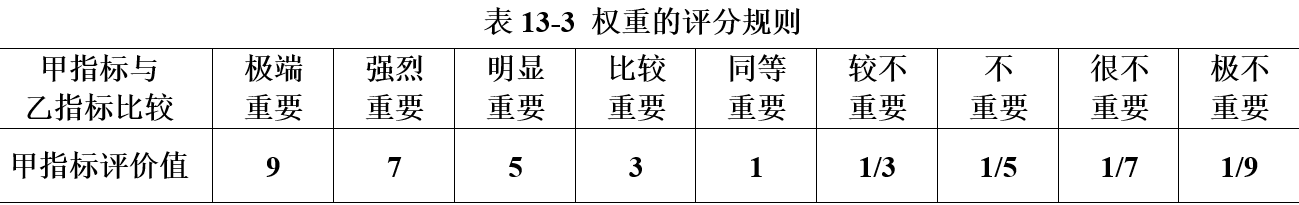 表 13-3 权重的评分规则
甲指标与 极端 强烈 明显 比较 同等 较不 不 很不 极不
乙指标比较 重要 重要 重要 重要 重要 重要 重要 重要 重要
甲指标评价值 9 7 5 3 1 1/3 1/5 1/7 1/9